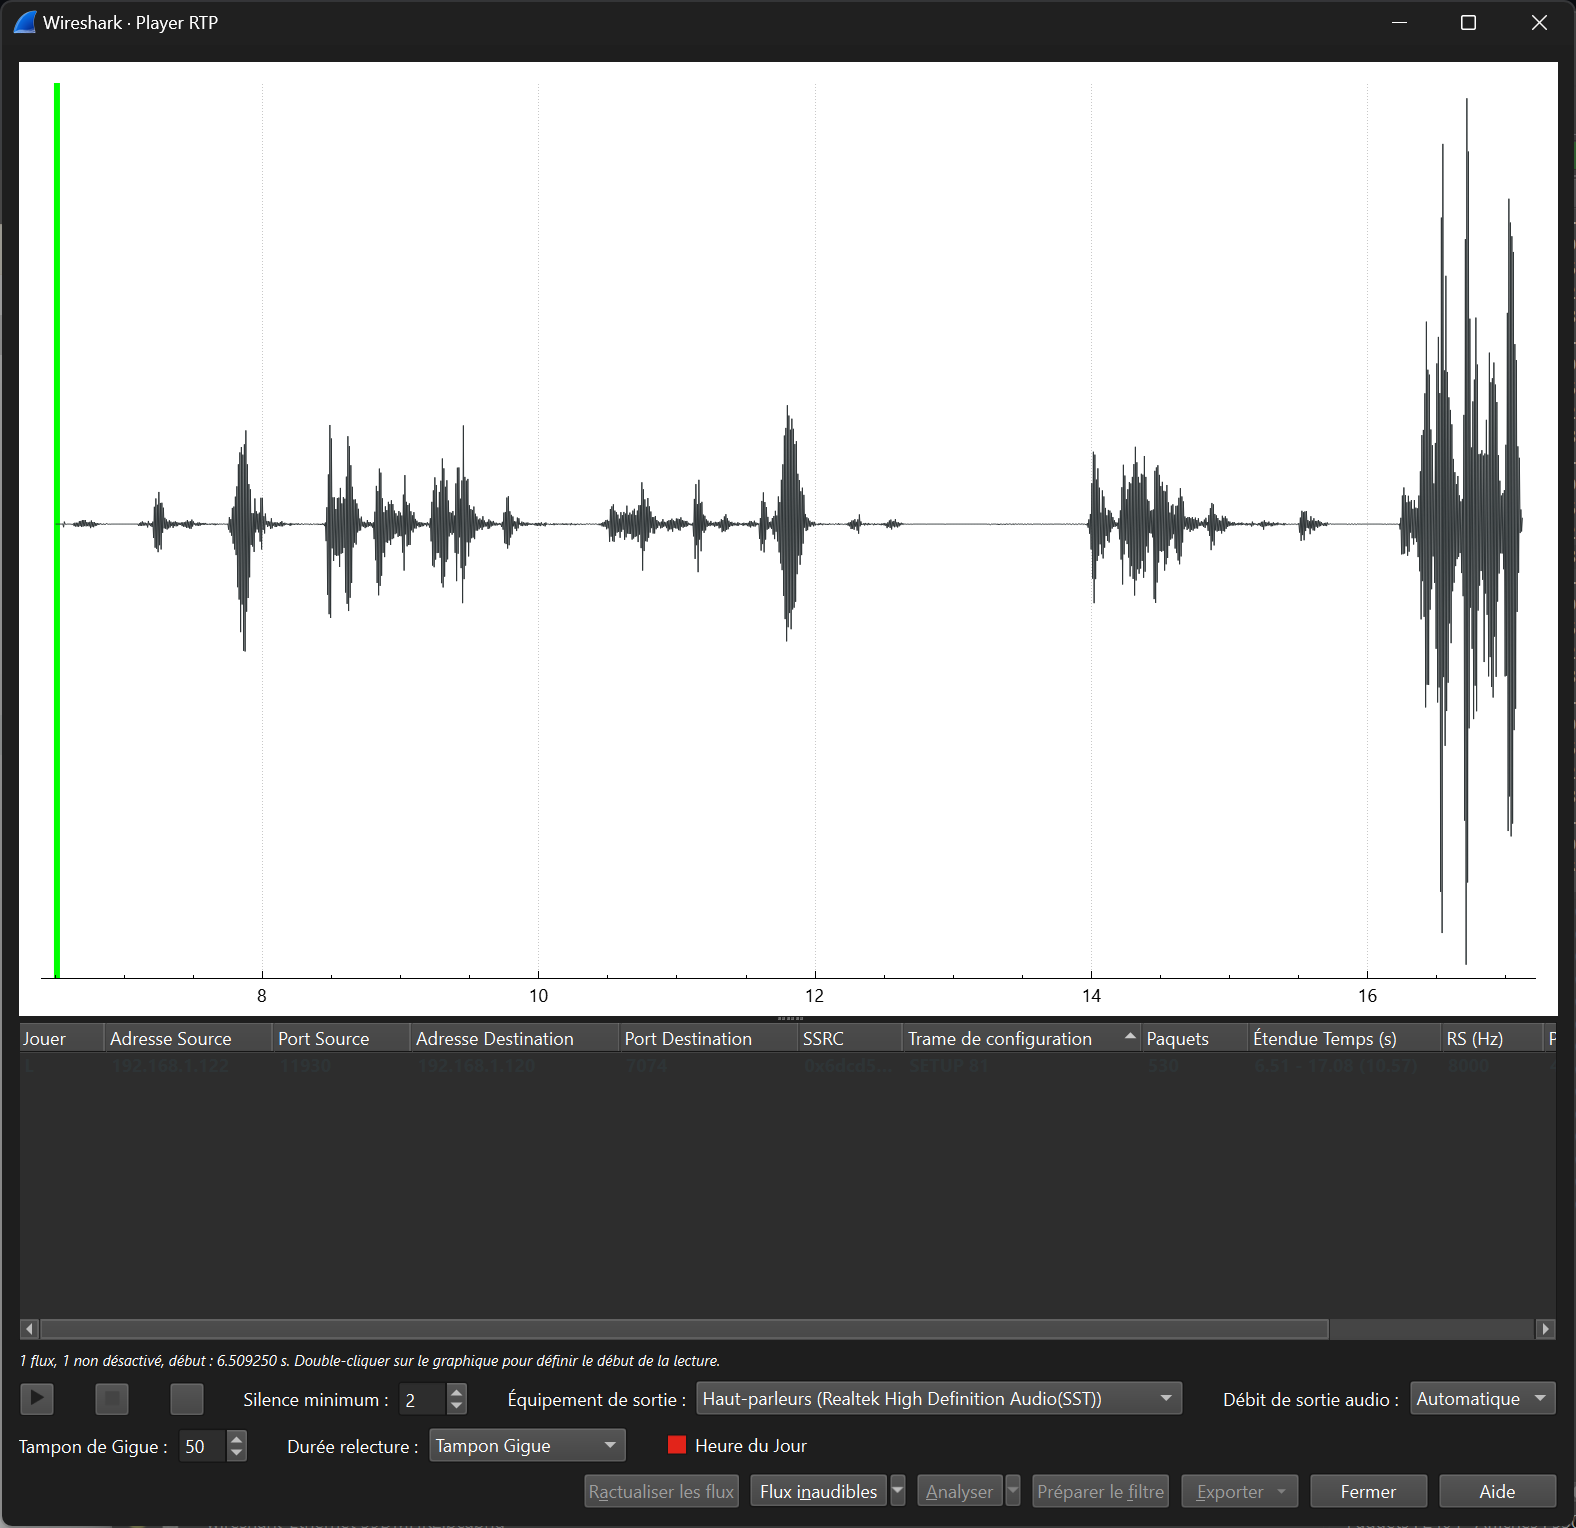 Wireshark · Player RTP
8 10 12 14 16
Jouer Adresse Source Port Source Adresse Destination Port Destination SSRC Trame de configuration Paquets Étendue Temps (s) RS (Hz) P
L 192.168.1.122 11930 192.168.1.120 7074 0x6dcd5... SETUP 81 530 6.51 - 17.08 (10.57) 8000
1 flux, 1 non désactivé, début : 6.509250 s. Double-cliquer sur le graphique pour définir le début de la lecture.
Silence minimum : 2 Équipement de sortie : Haut-parleurs (Realtek High Definition Audio(SST)) Débit de sortie audio : Automatique
Tampon de Gigue : 50 Durée relecture : Tampon Gigue Heure du Jour
Ractualiser les flux Flux inaudibles Analyser Préparer le filtre Exporter Fermer Aide